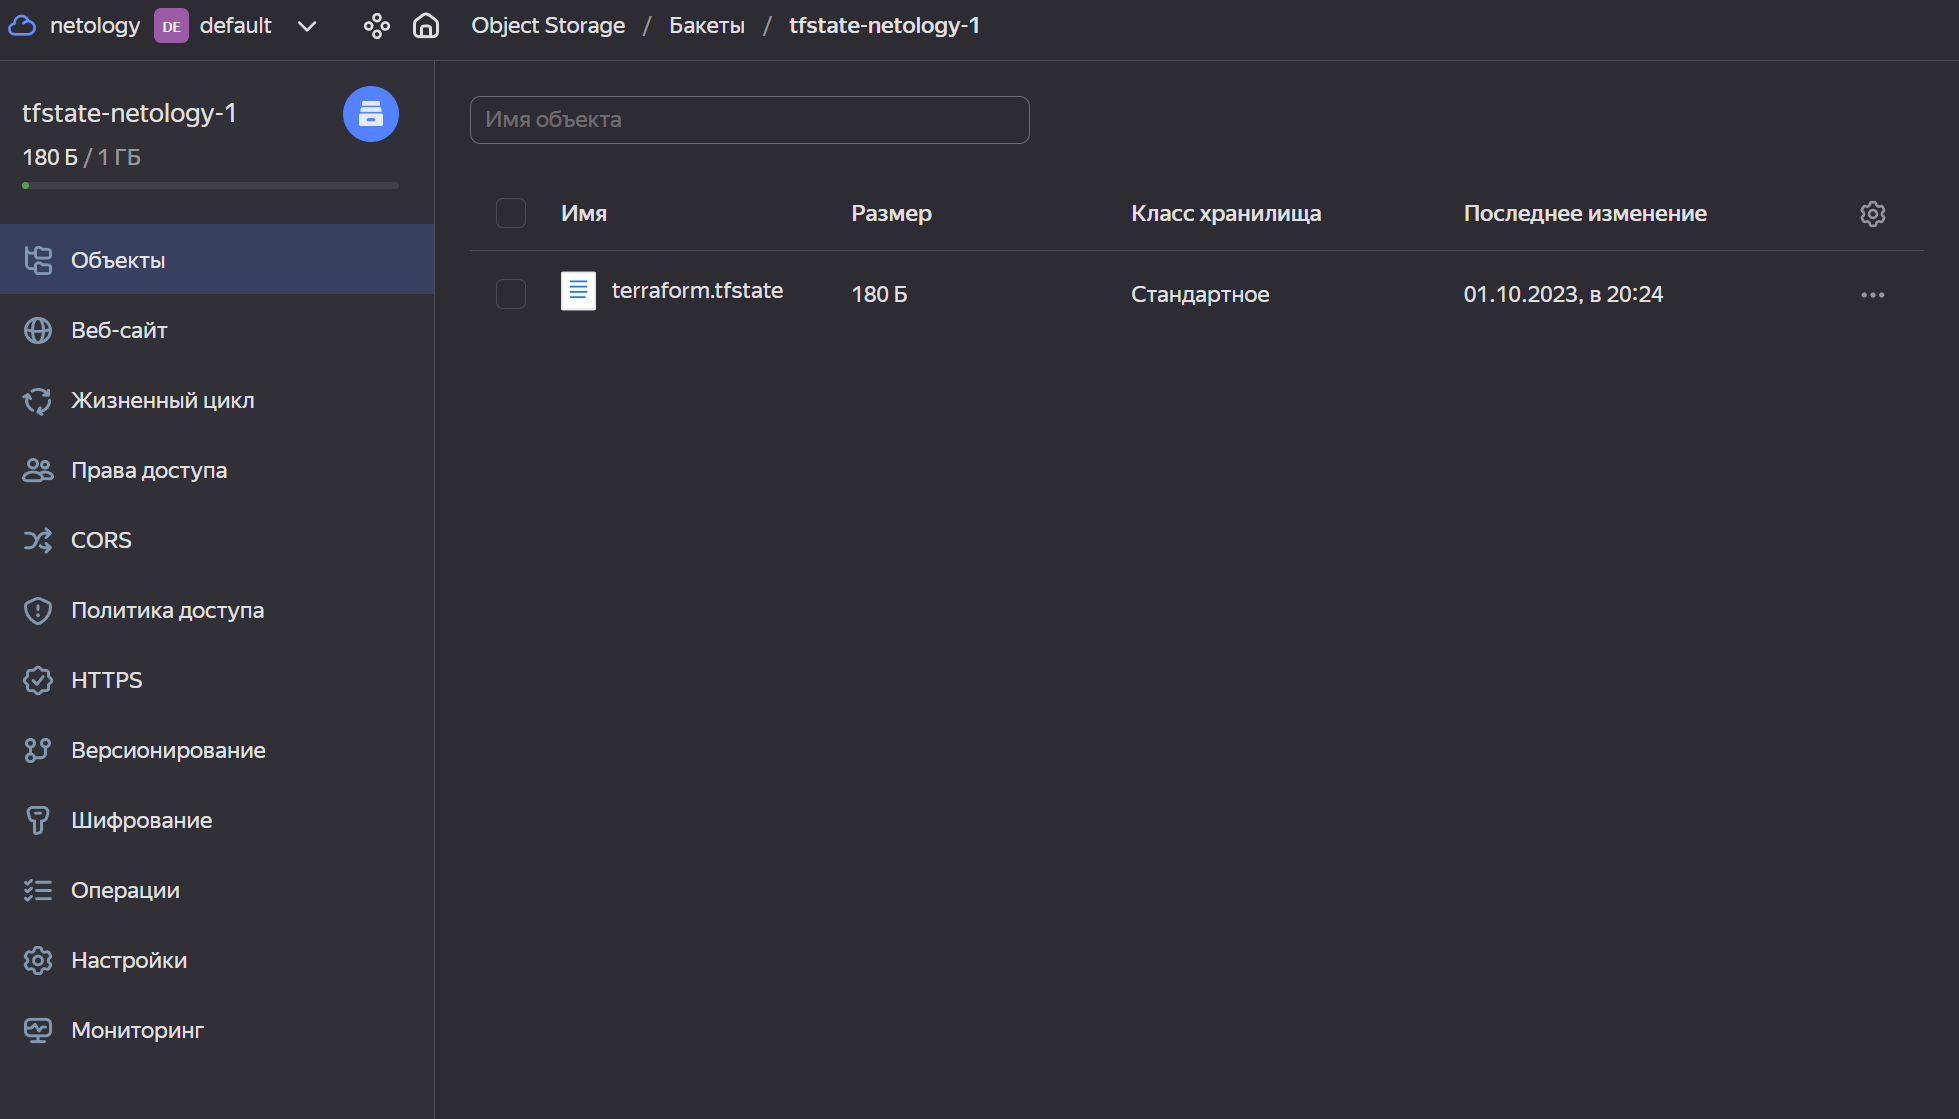 netology DE default Object Storage / Бакеты / tfstate-netology-1
tfstate-netology-1
180 Б / 1 ГБ
Объекты
Веб-сайт
Жизненный цикл
Права доступа
CORS
Политика доступа
HTTPS
Версионирование
Шифрование
Операции
Настройки
Мониторинг
Имя объекта
Имя Размер Класс хранилища Последнее изменение
terraform.tfstate 180 Б Стандартное 01.10.2023, в 20:24